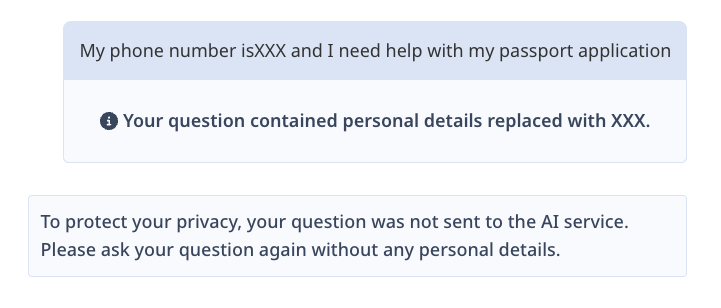 My phone number isXXX and I need help with my passport application
Your question contained personal details replaced with XXX.
To protect your privacy, your question was not sent to the AI service.
Please ask your question again without any personal details.